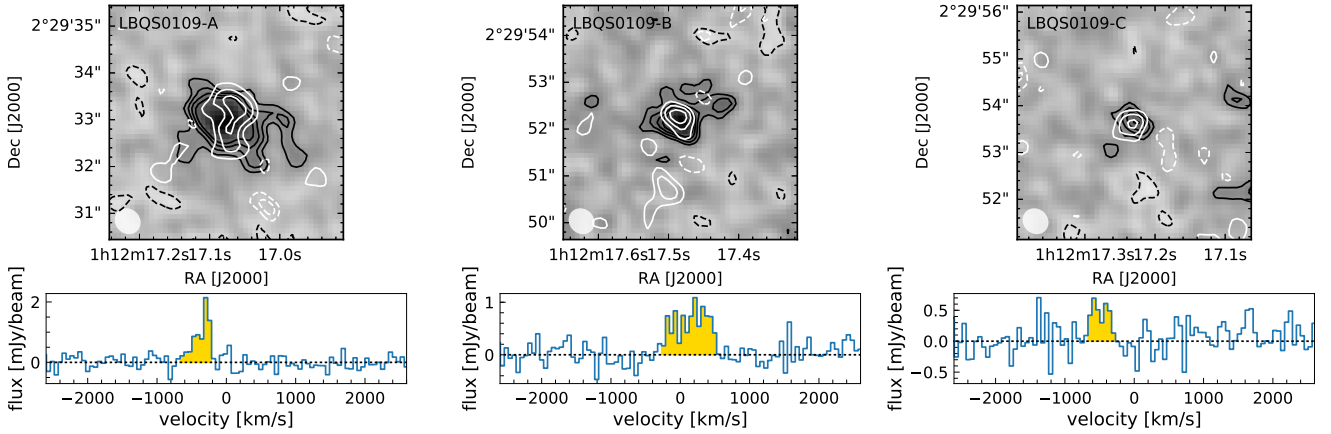 LBQS0109-A
2°29'35"
34"
33"
32"
31"
Dec [J2000]
1h12m17.2s 17.1s 17.0s
RA [J2000]
2
0
flux [mJy/beam]
−2000 −1000 0 1000 2000
velocity [km/s]
LBQS0109-B
2°29'54"
53"
52"
51"
50"
Dec [J2000]
1h12m17.6s 17.5s 17.4s
RA [J2000]
1
0
flux [mJy/beam]
−2000 −1000 0 1000 2000
velocity [km/s]
LBQS0109-C
2°29'56"
55"
54"
53"
52"
Dec [J2000]
1h12m17.3s 17.2s 17.1s
RA [J2000]
0.5
0.0
−0.5
flux [mJy/beam]
−2000 −1000 0 1000 2000
velocity [km/s]